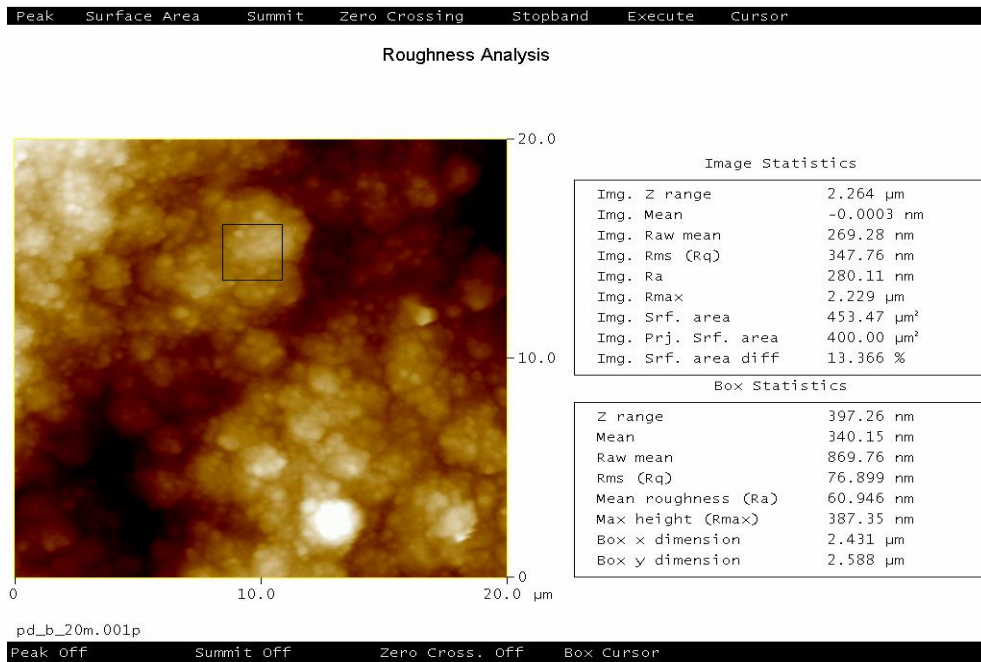 Peak Surface Area Summit Zero Crossing Stopband Execute Cursor
Roughness Analysis
20.0
10.0
0
0 10.0 20.0 µm
Image Statistics
Img. Z range 2.264 µm
Img. Mean -0.0003 nm
Img. Raw mean 269.28 nm
Img. Rms (Rq) 347.76 nm
Img. Ra 280.11 nm
Img. Rmax 2.229 µm
Img. Srf. area 453.47 µm²
Img. Prj. Srf. area 400.00 µm²
Img. Srf. area diff 13.366 %
Box Statistics
Z range 397.26 nm
Mean 340.15 nm
Raw mean 869.76 nm
Rms (Rq) 76.899 nm
Mean roughness (Ra) 60.946 nm
Max height (Rmax) 387.35 nm
Box x dimension 2.431 µm
Box y dimension 2.588 µm
pd_b_20m.001p
Peak Off Summit Off Zero Cross. Off Box Cursor